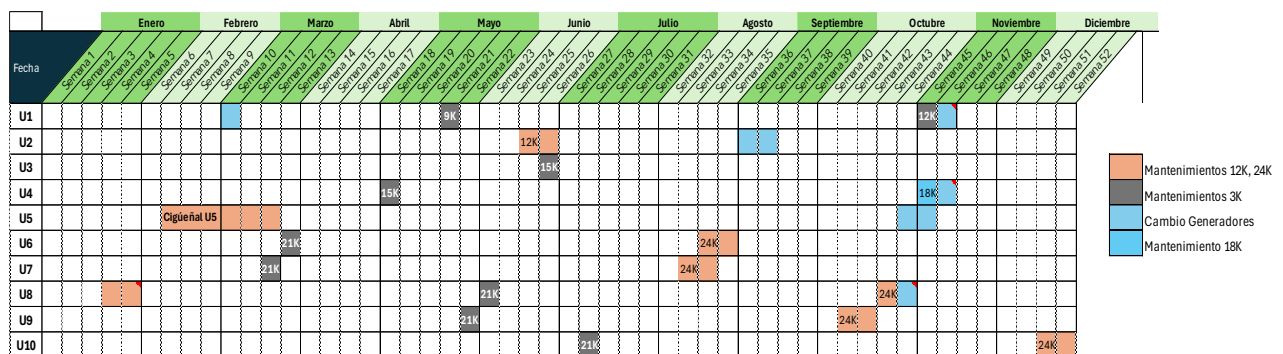 Enero
Febrero
Marzo
Abril
Mayo
Junio
Julio
Agosto
Septiembre
Octubre
Noviembre
Diciembre
Fecha
Semana 1
Semana 2
Semana 3
Semana 4
Semana 5
Semana 6
Semana 7
Semana 8
Semana 9
Semana 10
Semana 11
Semana 12
Semana 13
Semana 14
Semana 15
Semana 16
Semana 17
Semana 18
Semana 19
Semana 20
Semana 21
Semana 22
Semana 23
Semana 24
Semana 25
Semana 26
Semana 27
Semana 28
Semana 29
Semana 30
Semana 31
Semana 32
Semana 33
Semana 34
Semana 35
Semana 36
Semana 37
Semana 38
Semana 39
Semana 40
Semana 41
Semana 42
Semana 43
Semana 44
Semana 45
Semana 46
Semana 47
Semana 48
Semana 49
Semana 50
Semana 51
Semana 52
U1 9K 12K
U2 12K
U3 15K
U4 15K 18K
U5 Cigüeñal U5
U6 21K 24K
U7 21K 24K
U8 21K 24K
U9 21K 24K
U10 21K 24K
Mantenimientos 12K, 24K
Mantenimientos 3K
Cambio Generadores
Mantenimiento 18K